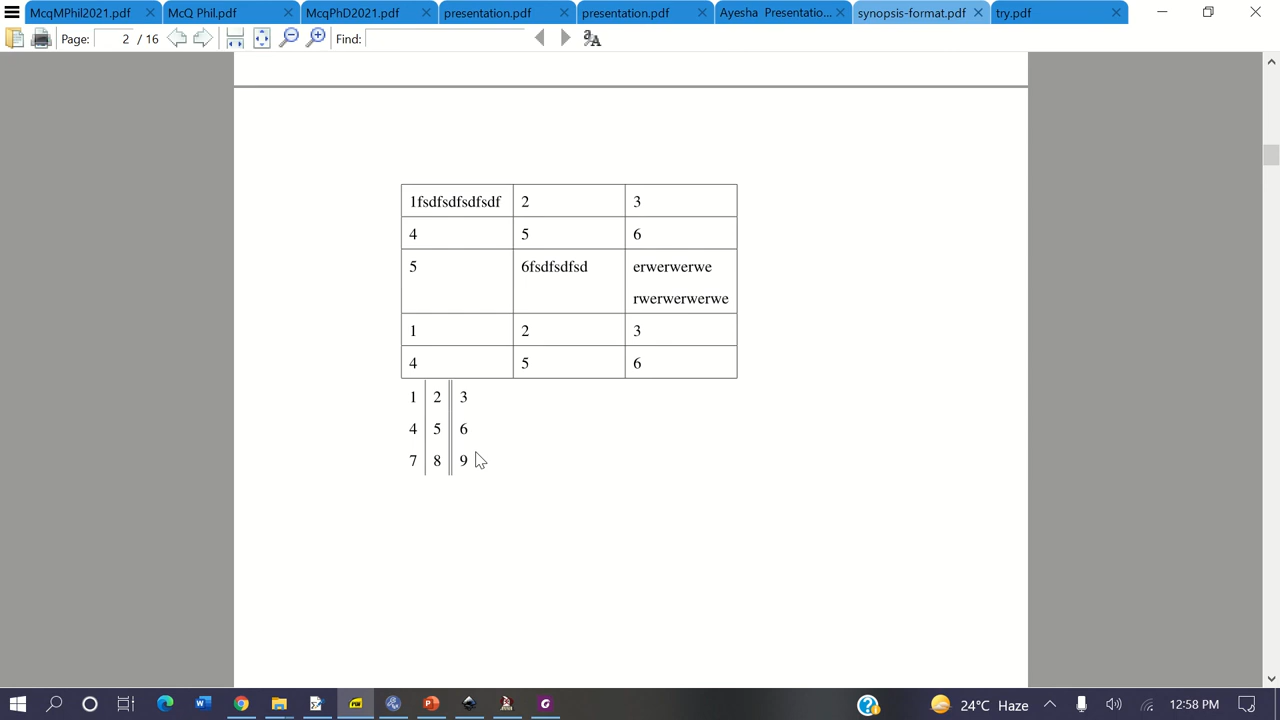 McqMPhil2021.pdf McQ Phil.pdf McqPhD2021.pdf presentation.pdf presentation.pdf Ayesha Presentatio... synopsis-format.pdf try.pdf
Page: 2 / 16 Find:
1fsdfsdfsdfsdf 2 3
4 5 6
5 6fsdfsdfsd erwerwerwe
rwerwerwerwe
1 2 3
4 5 6
1 2 3
4 5 6
7 8 9
24°C Haze 12:58 PM